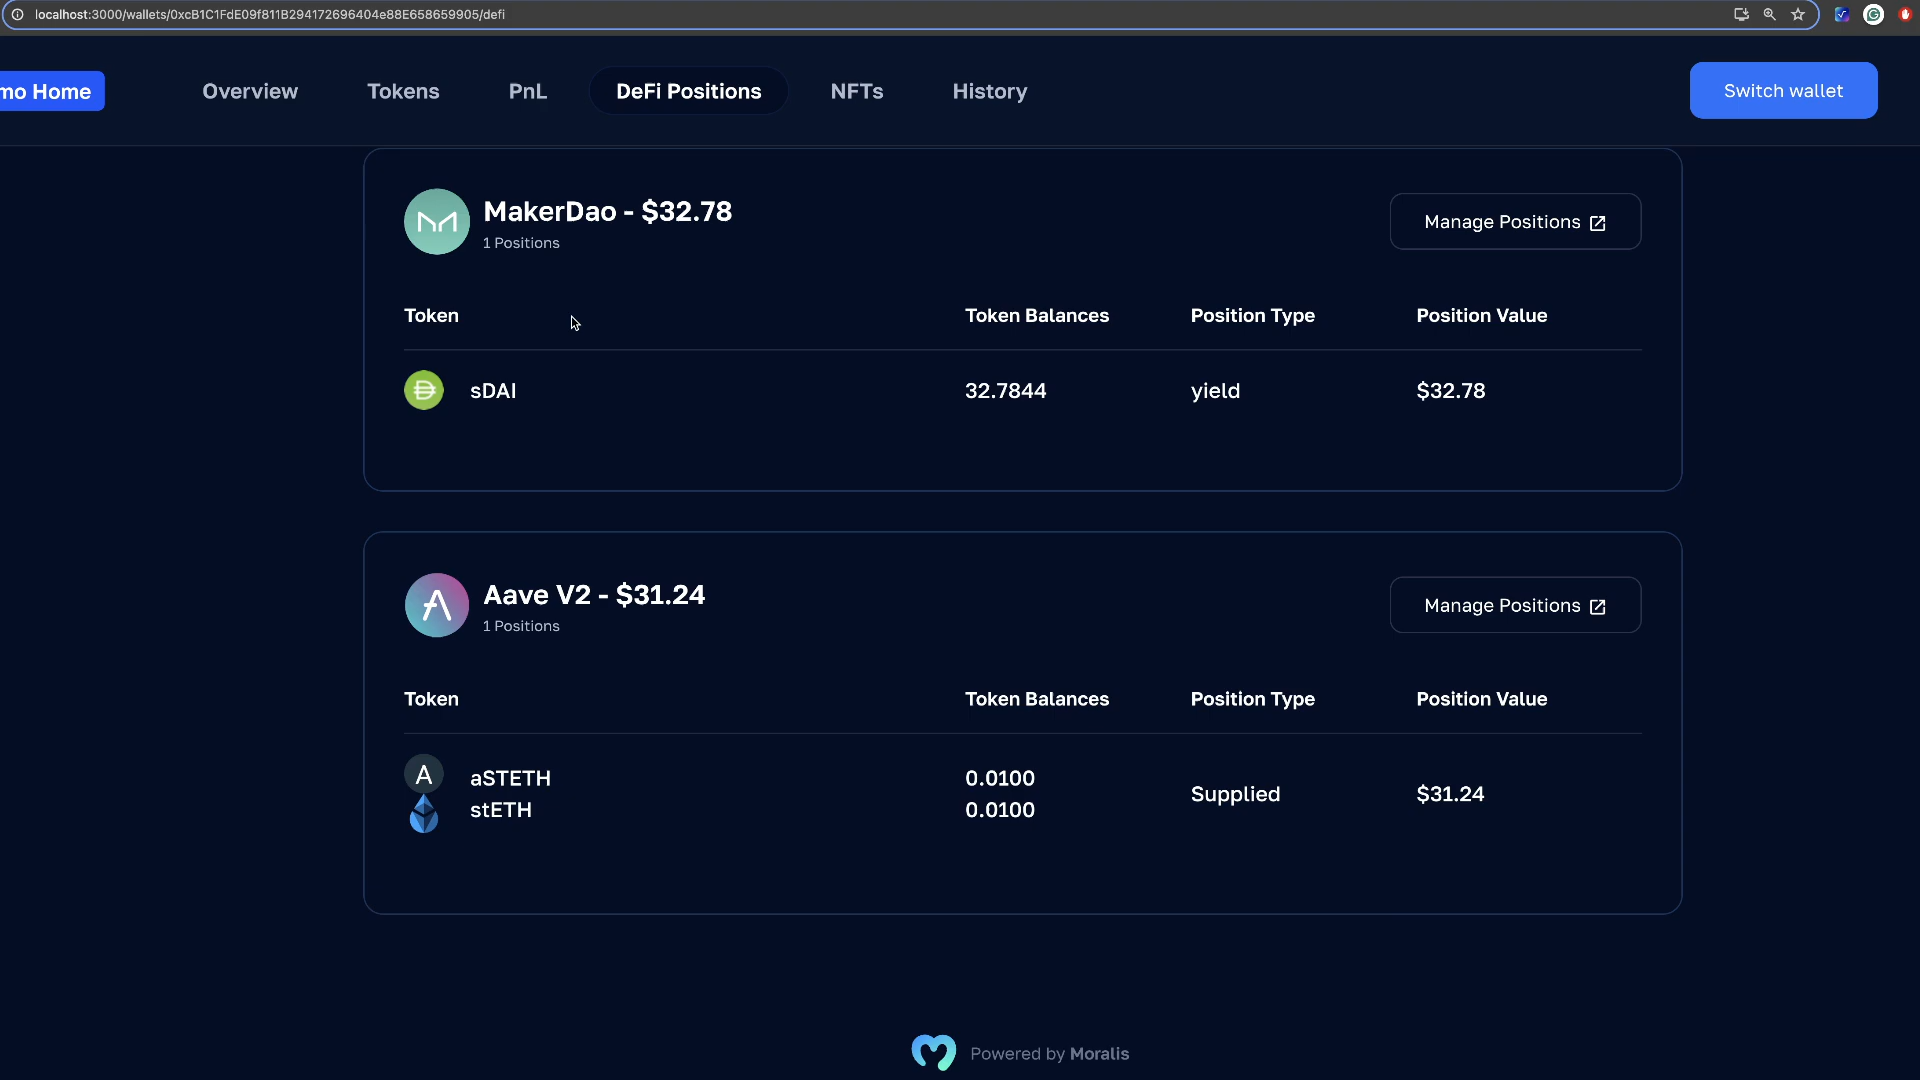 localhost:3000/wallets/0xcB1C1FdE09f811B294172696404e88E658659905/defi
mo Home
Overview
Tokens
PnL
DeFi Positions
NFTs
History
Switch wallet
MakerDao - $32.78
1 Positions
Manage Positions
Token
Token Balances
Position Type
Position Value
sDAI
32.7844
yield
$32.78
Aave V2 - $31.24
1 Positions
Manage Positions
Token
Token Balances
Position Type
Position Value
A
aSTETH
0.0100
stETH
0.0100
Supplied
$31.24
Powered by Moralis